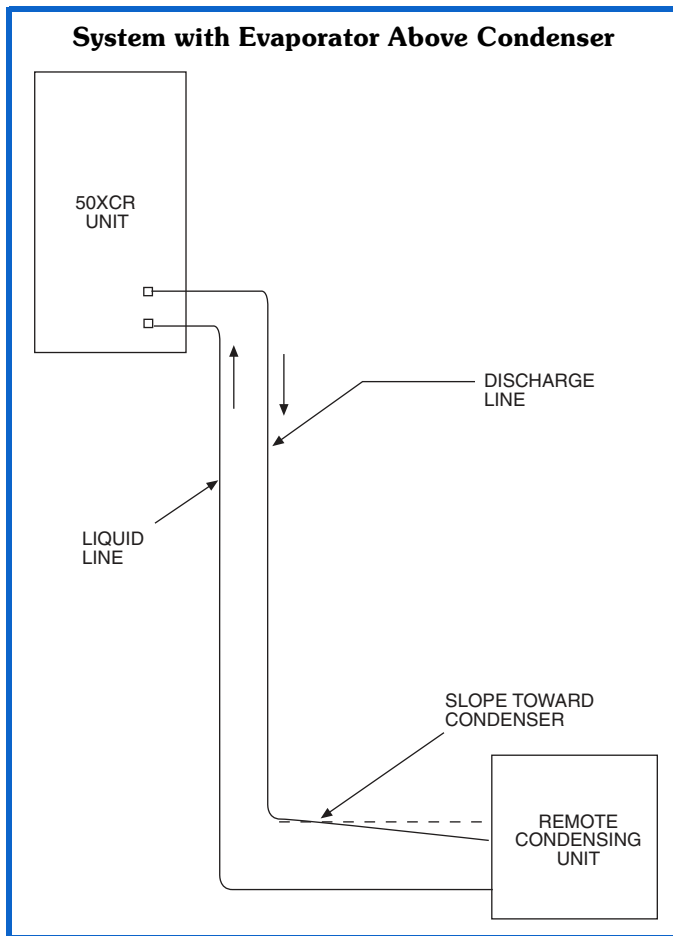 System with Evaporator Above Condenser
50XCR
UNIT
DISCHARGE
LINE
LIQUID
LINE
SLOPE TOWARD
CONDENSER
REMOTE
CONDENSING
UNIT